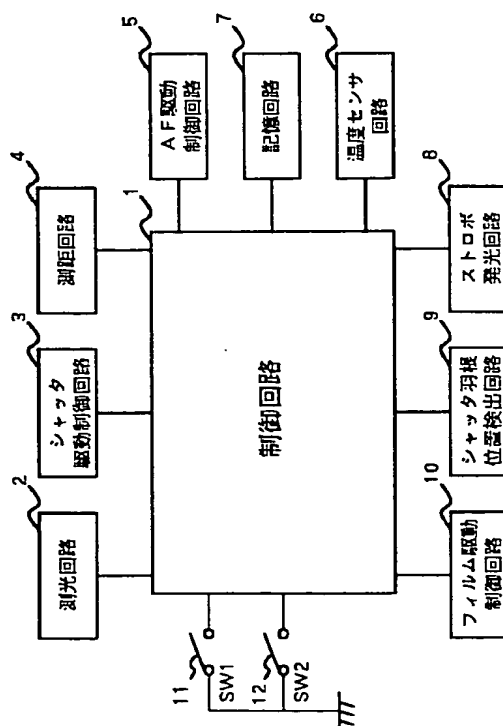 2
測光回路
3
シャッタ
駆動制御回路
4
測距回路
1
制御回路
5
AF駆動
制御回路
7
記憶回路
6
温度センサ
回路
11
SW1
12
SW2
10
フィルム駆動
制御回路
9
シャッタ羽根
位置検出回路
8
ストロボ
発光回路